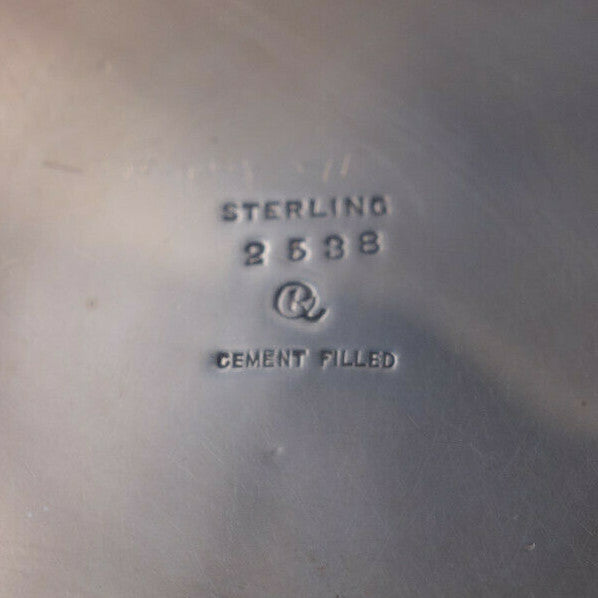 STERLING
2538
R
CEMENT FILLED